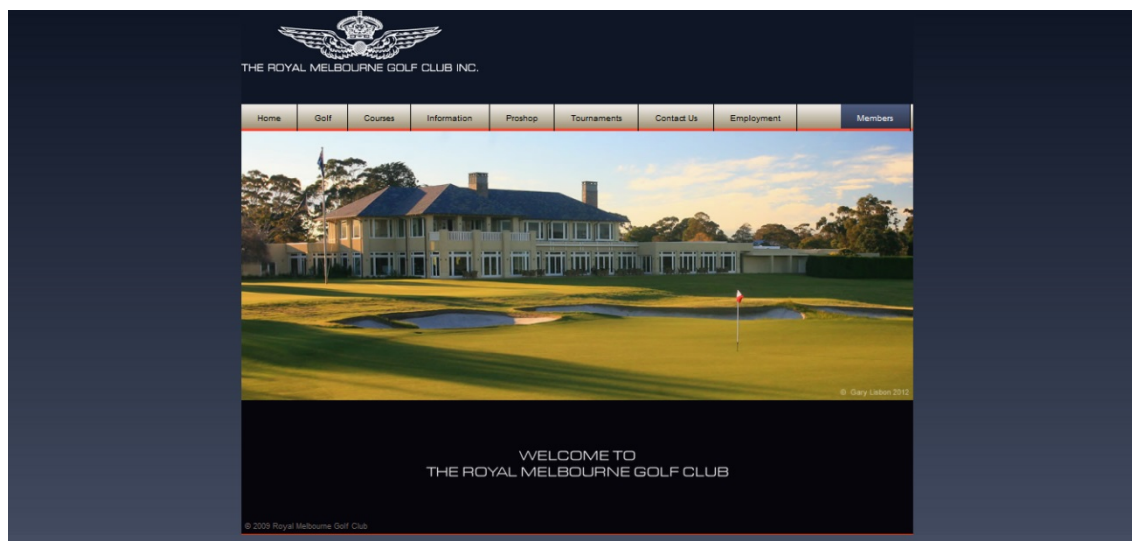 THE ROYAL MELBOURNE GOLF CLUB INC.
Home Golf Courses Information Proshop Tournaments Contact Us Employment Members
© Gary Lisbon 2012
WELCOME TO
THE ROYAL MELBOURNE GOLF CLUB
© 2009 Royal Melbourne Golf Club